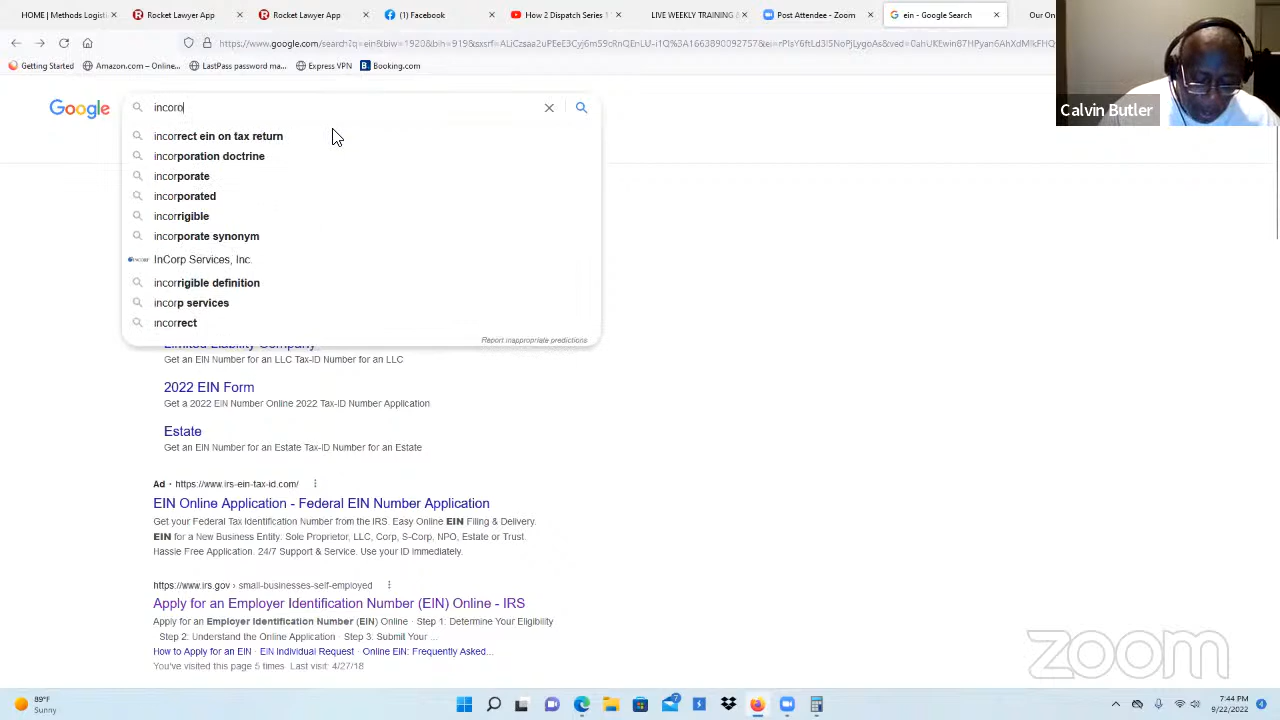 HOME | Methods Logist
Retax Lawyer
Retax Corp
(1) Facebook
How 2 Dispatch Series
LIVE WEEKLY TRAINING &
Post Attendee - Zoom
ein - Google Search
Our On
Getting Started
Amazon.com – Online...
LastPass password ma...
Express VPN
Booking.com
Google
incoro
incorrect ein on tax return
incorporation doctrine
incorporate
incorporated
incorrigible
incorporate synonym
InCorp Services, Inc.
incorrigible definition
incorp services
incorrect
Report inappropriate predictions
Limited Liability Company
Get an EIN Number for an LLC Tax-ID Number for an LLC
2022 EIN Form
Get a 2022 EIN Number Online 2022 Tax-ID Number Application
Estate
Get an EIN Number for an Estate Tax-ID Number for an Estate
Ad · https://www.irs-ein-tax-id.com/
EIN Online Application - Federal EIN Number Application
Get your Federal Tax Identification Number from the IRS. Easy Online EIN Filing & Delivery.
EIN for a New Business Entity: Sole Proprietor, LLC, Corp, S-Corp, NPO, Estate or Trust.
Hassle Free Application. 24/7 Support & Service. Use your ID immediately.
https://www.irs.gov › small-businesses-self-employed
Apply for an Employer Identification Number (EIN) Online - IRS
Apply for an Employer Identification Number (EIN) Online · Step 1: Determine Your Eligibility
· Step 2: Understand the Online Application · Step 3: Submit Your ...
How to Apply for an EIN · EIN Individual Request · Online EIN: Frequently Asked...
You've visited this page 5 times. Last visit: 4/27/18
Calvin Butler
zoom
89°F
Sunny
7
7:44 PM
9/22/2022